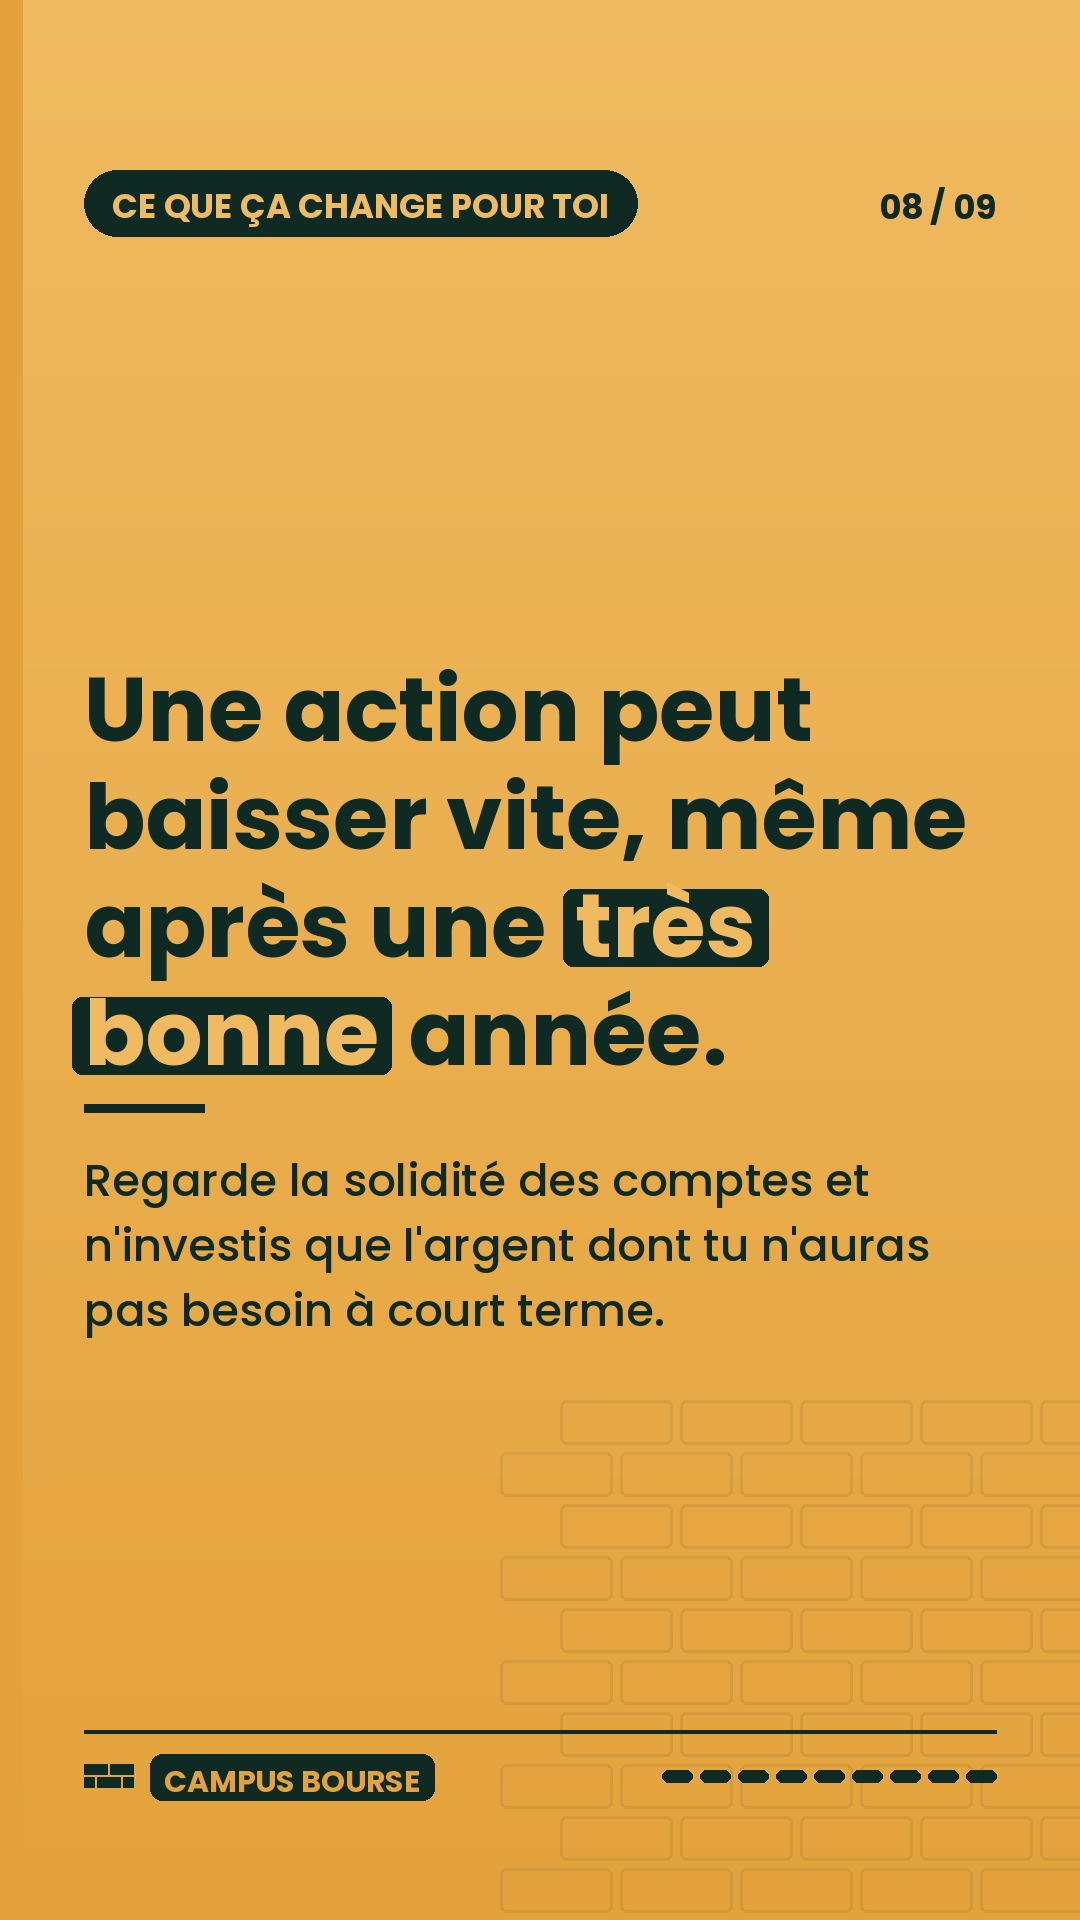 CE QUE ÇA CHANGE POUR TOI
08 / 09
Une action peut
baisser vite, même
après une très
bonne année.
Regarde la solidité des comptes et
n'investis que l'argent dont tu n'auras
pas besoin à court terme.
CAMPUS BOURSE